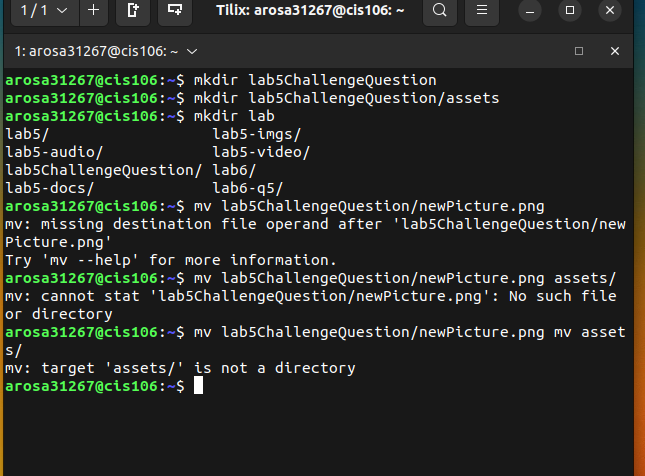 1 / 1
Tilix: arosa31267@cis106: ~
1: arosa31267@cis106: ~
arosa31267@cis106:~$ mkdir lab5ChallengeQuestion
arosa31267@cis106:~$ mkdir lab5ChallengeQuestion/assets
arosa31267@cis106:~$ mkdir lab
lab5/                  lab5-imgs/
lab5-audio/            lab5-video/
lab5ChallengeQuestion/ lab6/
lab5-docs/             lab6-q5/
arosa31267@cis106:~$ mv lab5ChallengeQuestion/newPicture.png
mv: missing destination file operand after 'lab5ChallengeQuestion/new
Picture.png'
Try 'mv --help' for more information.
arosa31267@cis106:~$ mv lab5ChallengeQuestion/newPicture.png assets/
mv: cannot stat 'lab5ChallengeQuestion/newPicture.png': No such file
or directory
arosa31267@cis106:~$ mv lab5ChallengeQuestion/newPicture.png mv asset
s/
mv: target 'assets/' is not a directory
arosa31267@cis106:~$